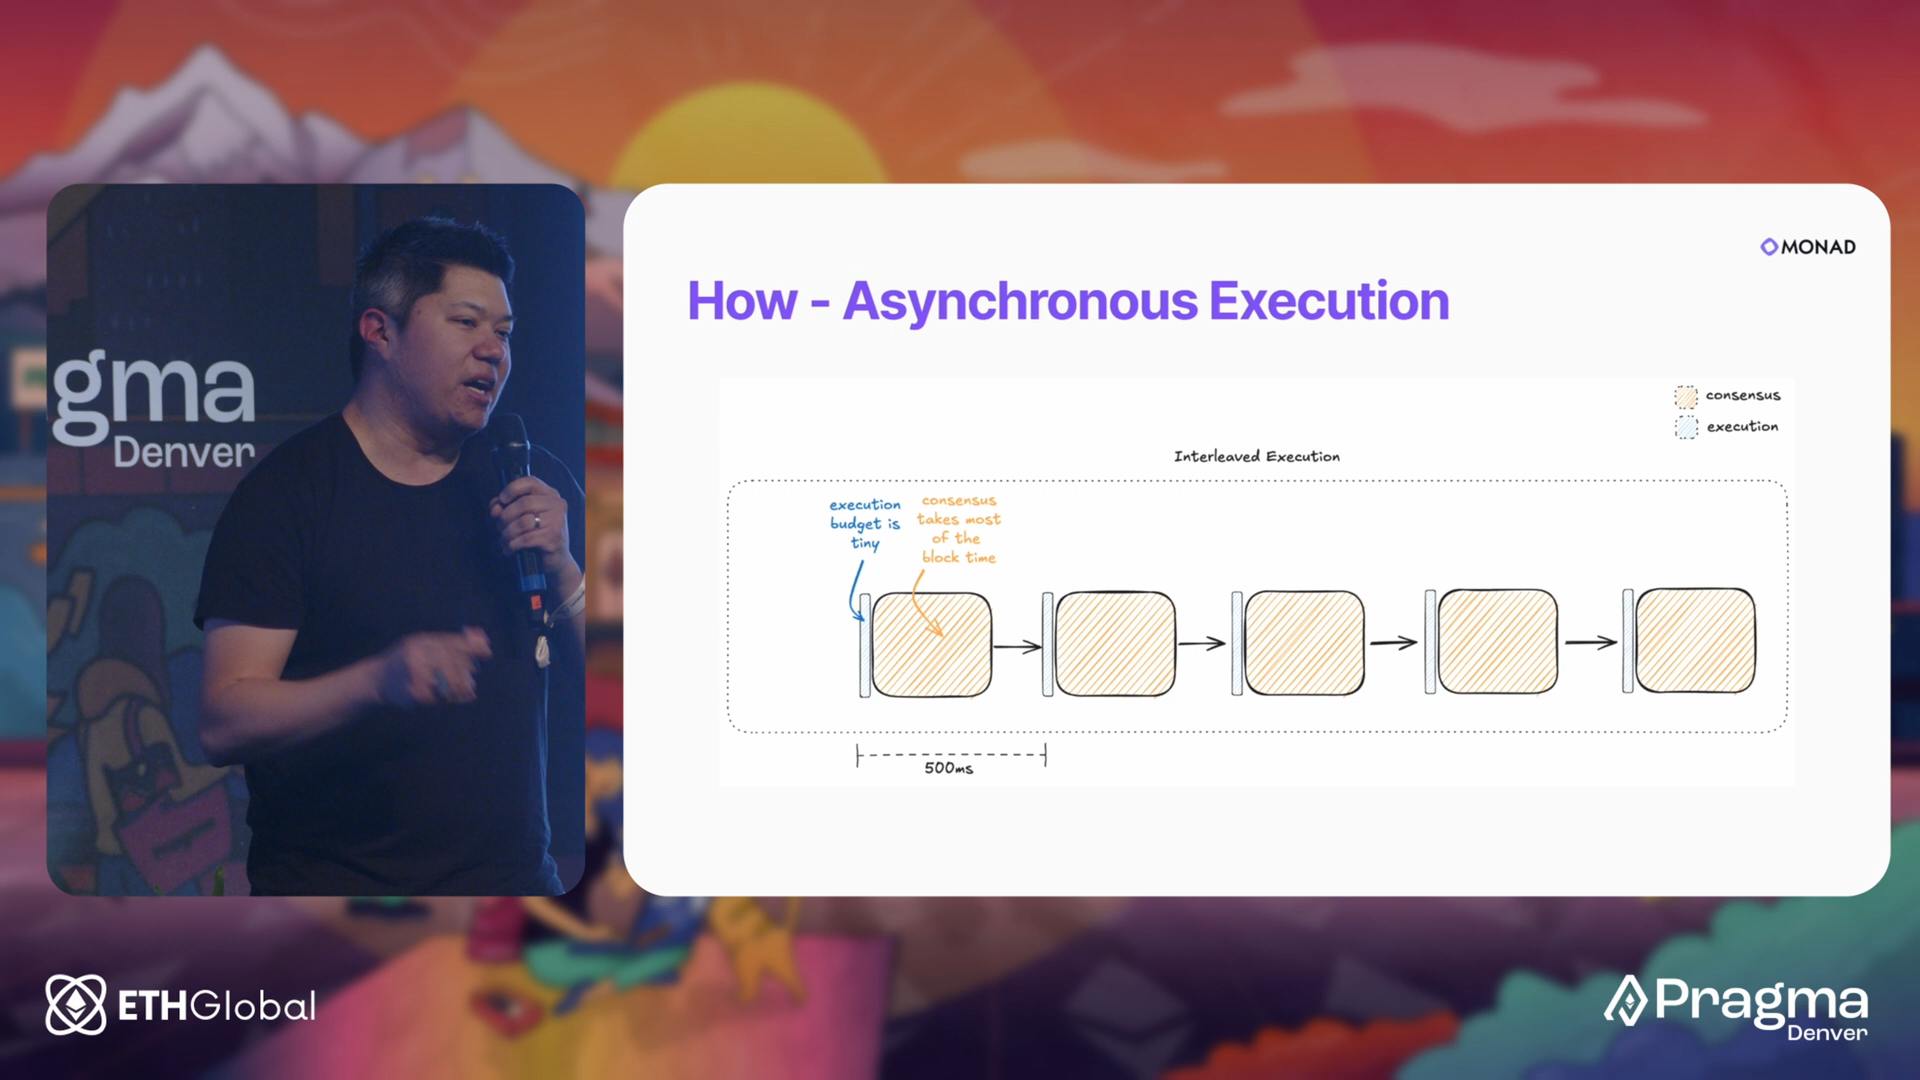 gma
Denver
MONAD
How - Asynchronous Execution
consensus
execution
Interleaved Execution
execution
budget is
tiny
consensus
takes most
of the
block time
500ms
ETHGlobal
Pragma
Denver